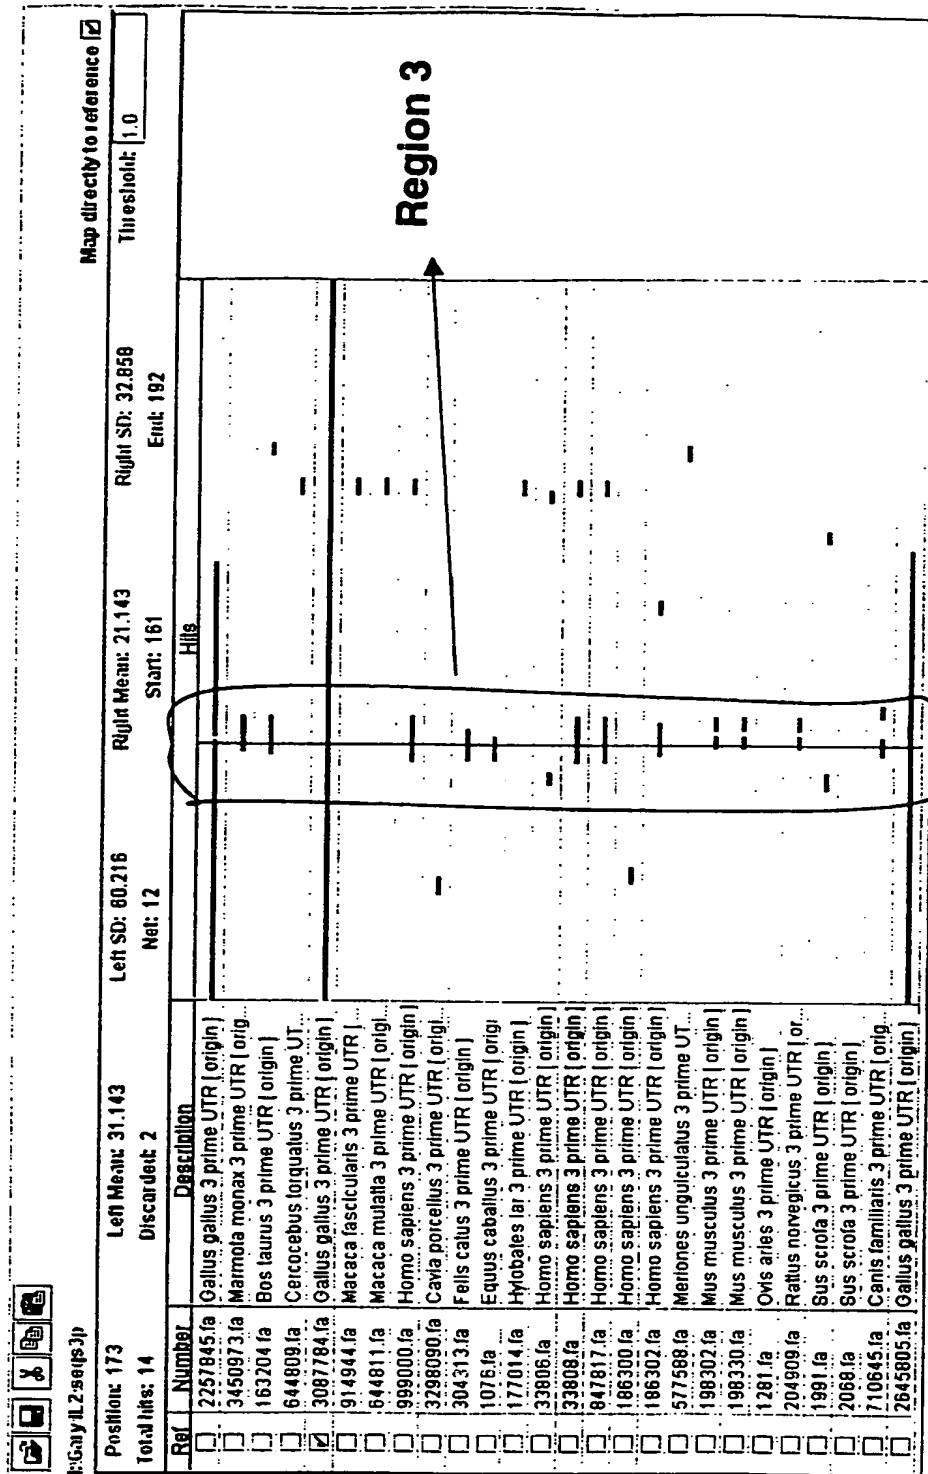 I:\Gary\IL2\seqs3p
Map directly to reference
Position: 173 Left Mean: 31.143 Left SD: 60.216 Right Mean: 21.143 Right SD: 32.858 Threshold: 1.0
Total hits: 14 Discarded: 2 Net: 12 Start: 161 End: 192
Ref Number Description Hits
2257845.fa Gallus gallus 3 prime UTR [ origin ]
3450973.fa Marmota monax 3 prime UTR [ orig...
163204.fa Bos taurus 3 prime UTR [ origin ]
644809.fa Cercocebus torquatus 3 prime UT...
3087784.fa Gallus gallus 3 prime UTR [ origin ]
914944.fa Macaca fascicularis 3 prime UTR [...
644811.fa Macaca mulatta 3 prime UTR [ origi...
999000.fa Homo sapiens 3 prime UTR [ origin ]
3298090.fa Cavia porcellus 3 prime UTR [ origi...
304313.fa Felis catus 3 prime UTR [ origin ]
1076.fa Equus caballus 3 prime UTR [ origi
177014.fa Hylobates lar 3 prime UTR [ origin ]
33806.fa Homo sapiens 3 prime UTR [ origin ]
33808.fa Homo sapiens 3 prime UTR [ origin ]
847817.fa Homo sapiens 3 prime UTR [ origin ]
186300.fa Homo sapiens 3 prime UTR [ origin ]
186302.fa Homo sapiens 3 prime UTR [ origin ]
577588.fa Meriones unguiculatus 3 prime UT...
198302.fa Mus musculus 3 prime UTR [ origin ]
198330.fa Mus musculus 3 prime UTR [ origin ]
1281.fa Ovis aries 3 prime UTR [ origin ]
204909.fa Rattus norvegicus 3 prime UTR [ or...
1991.fa Sus scrofa 3 prime UTR [ origin ]
2068.fa Sus scrofa 3 prime UTR [ origin ]
710645.fa Canis familiaris 3 prime UTR [ orig...
2645805.fa Gallus gallus 3 prime UTR [ origin ]
Region 3